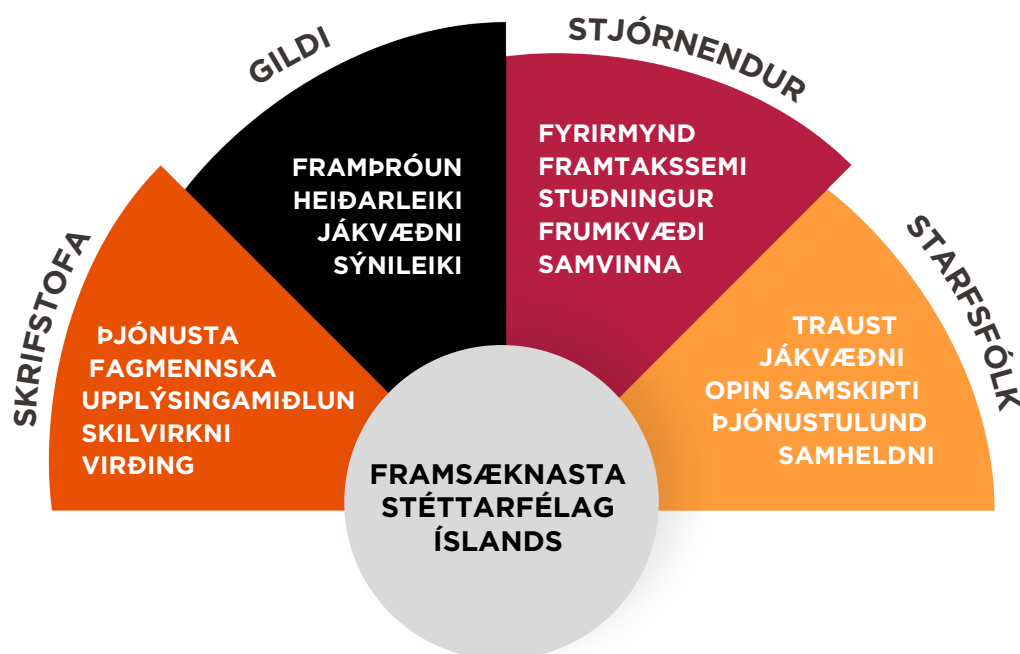 SKRIFSTOFA
ÞJÓNUSTA
FAGMENNSKA
UPPLÝSINGAMIÐLUN
SKILVIRKNI
VIRÐING
GILDI
FRAMÞRÓUN
HEIÐARLEIKI
JÁKVÆÐNI
SÝNILEIKI
STJÓRNENDUR
FYRIRMYND
FRAMTAKSSEMI
STUÐNINGUR
FRUMKVÆÐI
SAMVINNA
STARFSFÓLK
TRAUST
JÁKVÆÐNI
OPIN SAMSKIPTI
ÞJÓNUSTULUND
SAMHELDNI
FRAMSÆKNASTA
STÉTTARFÉLAG
ÍSLANDS